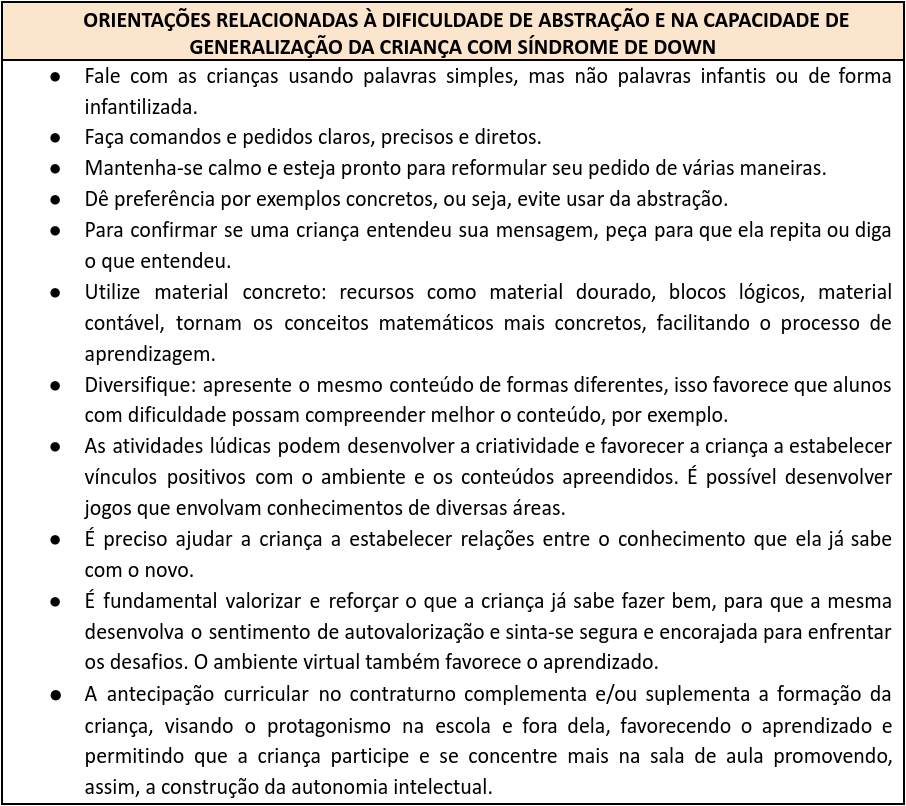 ORIENTAÇÕES RELACIONADAS À DIFICULDADE DE ABSTRAÇÃO E NA CAPACIDADE DE
GENERALIZAÇÃO DA CRIANÇA COM SÍNDROME DE DOWN
● Fale com as crianças usando palavras simples, mas não palavras infantis ou de forma
infantilizada.
● Faça comandos e pedidos claros, precisos e diretos.
● Mantenha-se calmo e esteja pronto para reformular seu pedido de várias maneiras.
● Dê preferência por exemplos concretos, ou seja, evite usar da abstração.
● Para confirmar se uma criança entendeu sua mensagem, peça para que ela repita ou diga
o que entendeu.
● Utilize material concreto: recursos como material dourado, blocos lógicos, material
contável, tornam os conceitos matemáticos mais concretos, facilitando o processo de
aprendizagem.
● Diversifique: apresente o mesmo conteúdo de formas diferentes, isso favorece que alunos
com dificuldade possam compreender melhor o conteúdo, por exemplo.
● As atividades lúdicas podem desenvolver a criatividade e favorecer a criança a estabelecer
vínculos positivos com o ambiente e os conteúdos apreendidos. É possível desenvolver
jogos que envolvam conhecimentos de diversas áreas.
● É preciso ajudar a criança a estabelecer relações entre o conhecimento que ela já sabe
com o novo.
● É fundamental valorizar e reforçar o que a criança já sabe fazer bem, para que a mesma
desenvolva o sentimento de autovalorização e sinta-se segura e encorajada para enfrentar
os desafios. O ambiente virtual também favorece o aprendizado.
● A antecipação curricular no contraturno complementa e/ou suplementa a formação da
criança, visando o protagonismo na escola e fora dela, favorecendo o aprendizado e
permitindo que a criança participe e se concentre mais na sala de aula promovendo,
assim, a construção da autonomia intelectual.